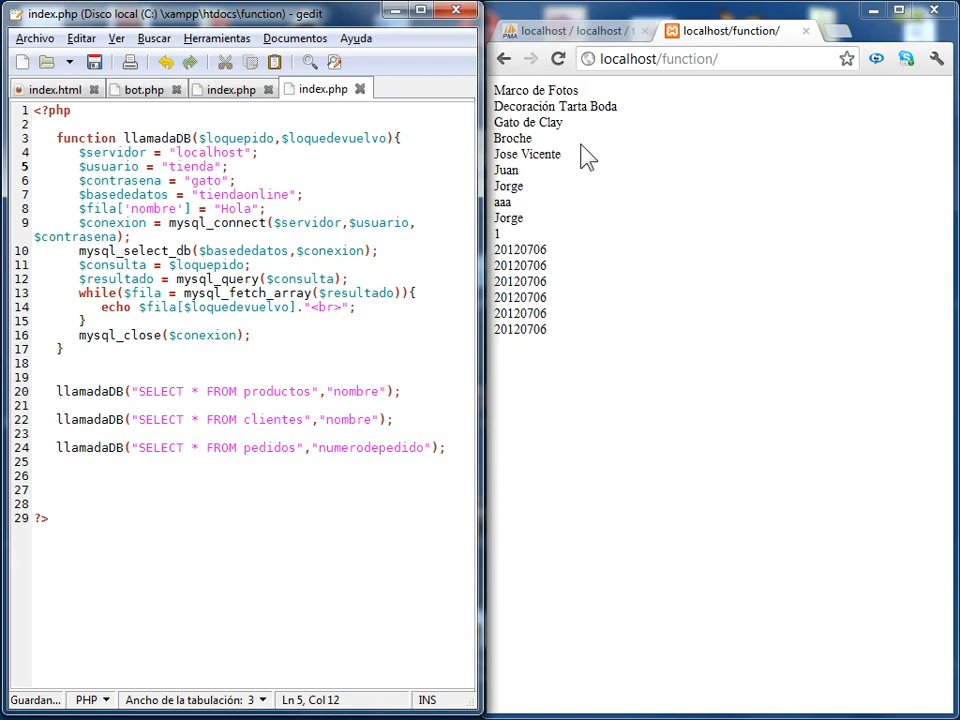 index.php (Disco local (C:) \xampp\htdocs\function) - gedit
Archivo Editar Ver Buscar Herramientas Documentos Ayuda
index.html bot.php index.php index.php
1 <?php
2
3 function llamadaDB($loquepido,$loquedevuelvo){
4 $servidor = "localhost";
5 $usuario = "tienda";
6 $contrasena = "gato";
7 $basededatos = "tiendaonline";
8 $fila['nombre'] = "Hola";
9 $conexion = mysql_connect($servidor,$usuario,
$contrasena);
10 mysql_select_db($basededatos,$conexion);
11 $consulta = $loquepido;
12 $resultado = mysql_query($consulta);
13 while($fila = mysql_fetch_array($resultado)){
14 echo $fila[$loquedevuelvo]."<br>";
15 }
16 mysql_close($conexion);
17 }
18
19
20 llamadaDB("SELECT * FROM productos","nombre");
21
22 llamadaDB("SELECT * FROM clientes","nombre");
23
24 llamadaDB("SELECT * FROM pedidos","numerodepedido");
25
26
27
28
29 ?>
Guardan... PHP Ancho de la tabulación: 3 Ln 5, Col 12 INS
PMA localhost / localhost / t localhost/function/
localhost/function/
Marco de Fotos
Decoración Tarta Boda
Gato de Clay
Broche
Jose Vicente
Juan
Jorge
aaa
Jorge
1
20120706
20120706
20120706
20120706
20120706
20120706